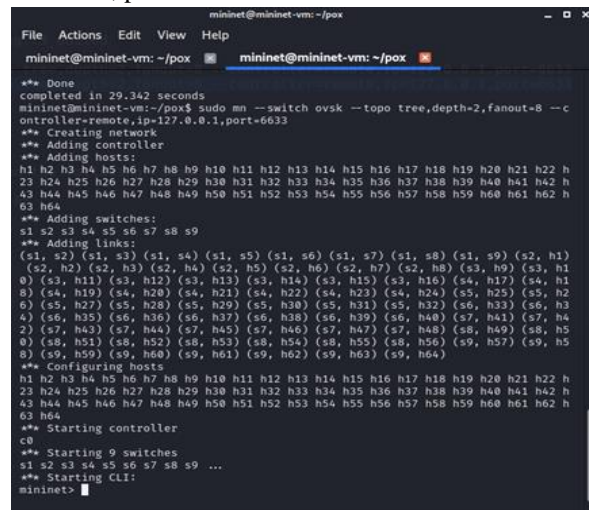 mininet@mininet-vm: ~/pox
File Actions Edit View Help
mininet@mininet-vm: ~/pox mininet@mininet-vm: ~/pox
*** Done
completed in 29.342 seconds
mininet@mininet-vm:~/pox$ sudo mn --switch ovsk --topo tree,depth=2,fanout=8 --c
ontroller=remote,ip=127.0.0.1,port=6633
*** Creating network
*** Adding controller
*** Adding hosts:
h1 h2 h3 h4 h5 h6 h7 h8 h9 h10 h11 h12 h13 h14 h15 h16 h17 h18 h19 h20 h21 h22 h
23 h24 h25 h26 h27 h28 h29 h30 h31 h32 h33 h34 h35 h36 h37 h38 h39 h40 h41 h42 h
43 h44 h45 h46 h47 h48 h49 h50 h51 h52 h53 h54 h55 h56 h57 h58 h59 h60 h61 h62 h
63 h64
*** Adding switches:
s1 s2 s3 s4 s5 s6 s7 s8 s9
*** Adding links:
(s1, s2) (s1, s3) (s1, s4) (s1, s5) (s1, s6) (s1, s7) (s1, s8) (s1, s9) (s2, h1)
(s2, h2) (s2, h3) (s2, h4) (s2, h5) (s2, h6) (s2, h7) (s2, h8) (s3, h9) (s3, h1
0) (s3, h11) (s3, h12) (s3, h13) (s3, h14) (s3, h15) (s3, h16) (s4, h17) (s4, h1
8) (s4, h19) (s4, h20) (s4, h21) (s4, h22) (s4, h23) (s4, h24) (s5, h25) (s5, h2
6) (s5, h27) (s5, h28) (s5, h29) (s5, h30) (s5, h31) (s5, h32) (s6, h33) (s6, h3
4) (s6, h35) (s6, h36) (s6, h37) (s6, h38) (s6, h39) (s6, h40) (s7, h41) (s7, h4
2) (s7, h43) (s7, h44) (s7, h45) (s7, h46) (s7, h47) (s7, h48) (s8, h49) (s8, h5
0) (s8, h51) (s8, h52) (s8, h53) (s8, h54) (s8, h55) (s8, h56) (s9, h57) (s9, h5
8) (s9, h59) (s9, h60) (s9, h61) (s9, h62) (s9, h63) (s9, h64)
*** Configuring hosts
h1 h2 h3 h4 h5 h6 h7 h8 h9 h10 h11 h12 h13 h14 h15 h16 h17 h18 h19 h20 h21 h22 h
23 h24 h25 h26 h27 h28 h29 h30 h31 h32 h33 h34 h35 h36 h37 h38 h39 h40 h41 h42 h
43 h44 h45 h46 h47 h48 h49 h50 h51 h52 h53 h54 h55 h56 h57 h58 h59 h60 h61 h62 h
63 h64
*** Starting controller
c0
*** Starting 9 switches
s1 s2 s3 s4 s5 s6 s7 s8 s9 ...
*** Starting CLI:
mininet>